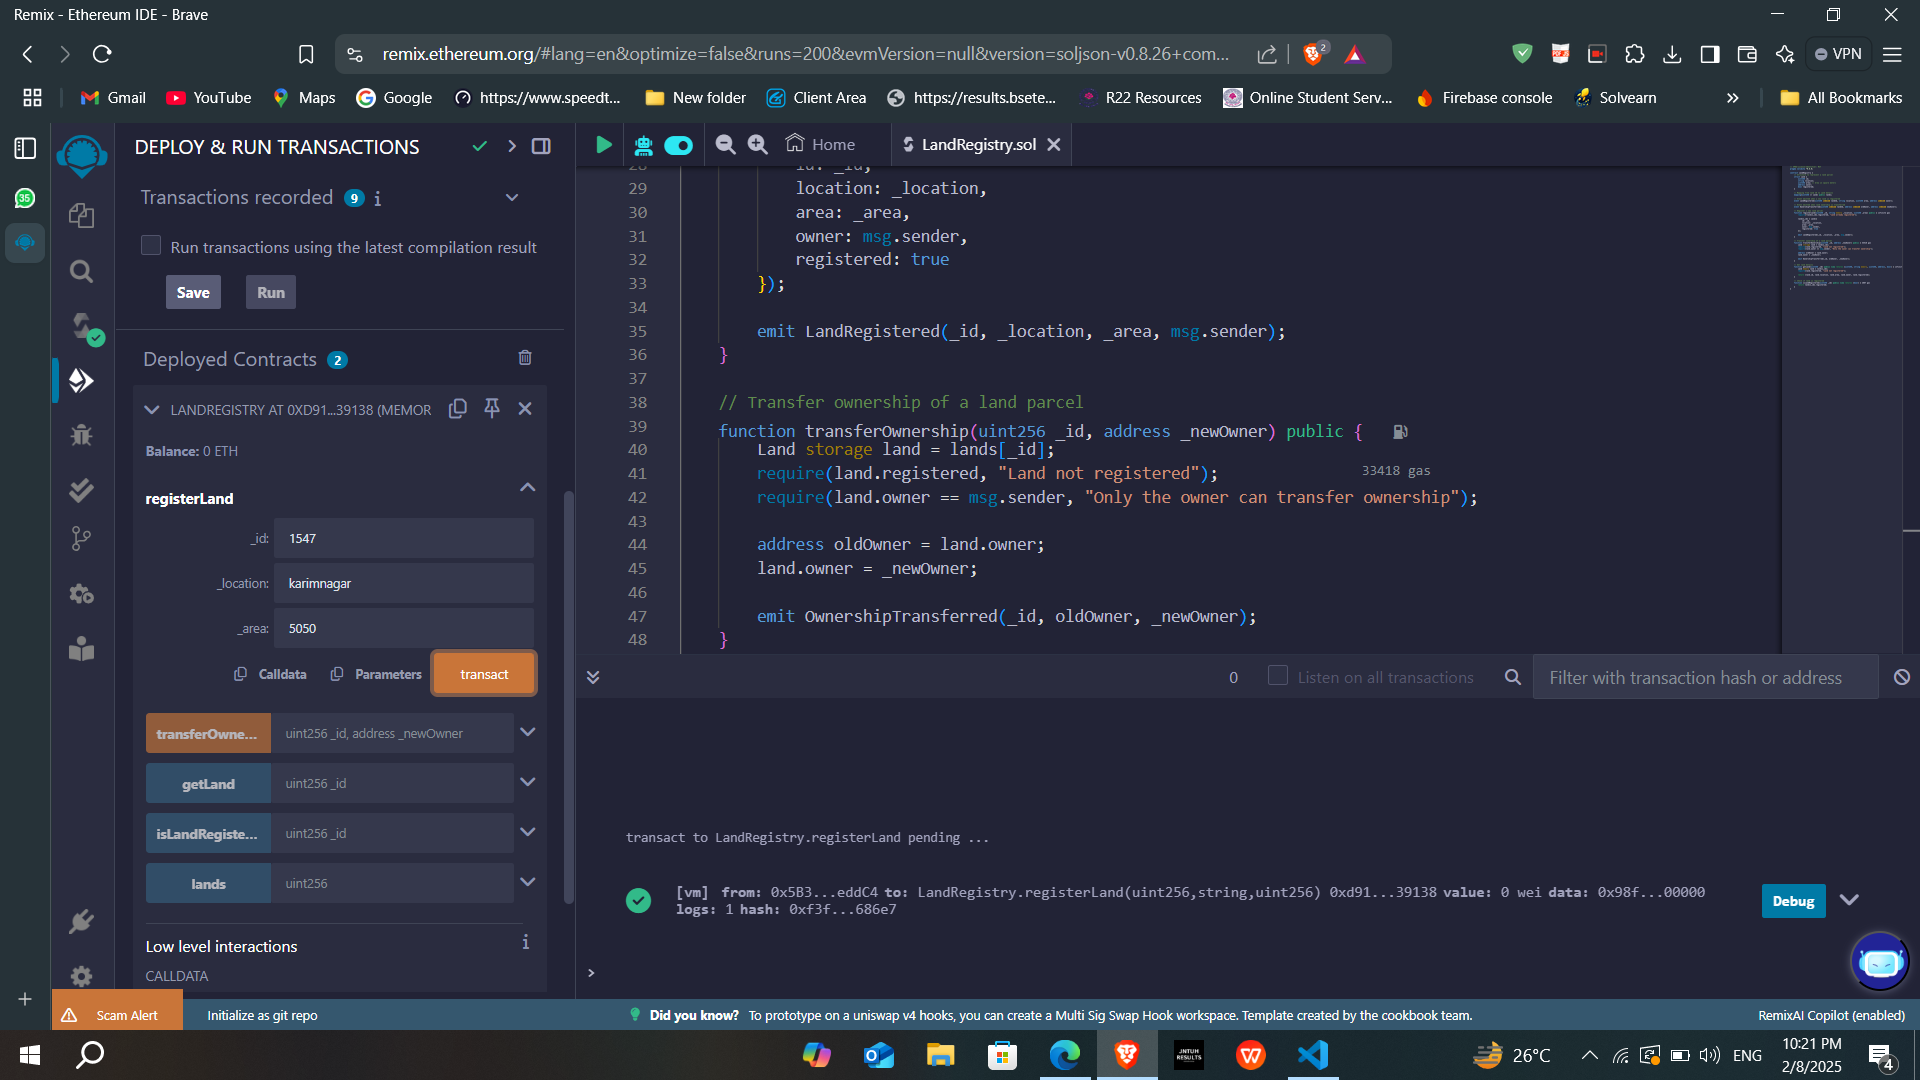 Remix - Ethereum IDE - Brave
remix.ethereum.org/#lang=en&optimize=false&runs=200&evmVersion=null&version=soljson-v0.8.26+com...
2
VPN
Gmail
YouTube
Maps
Google
https://www.speedt...
New folder
Client Area
https://results.bsete...
R22 Resources
Online Student Serv...
Firebase console
Solvearn
All Bookmarks
35
DEPLOY & RUN TRANSACTIONS
Transactions recorded 9 i
Run transactions using the latest compilation result
Save
Run
Deployed Contracts 2
LANDREGISTRY AT 0XD91...39138 (MEMOR
Balance: 0 ETH
registerLand
_id: 1547
_location: karimnagar
_area: 5050
Calldata
Parameters
transact
transferOwne... uint256 _id, address _newOwner
getLand uint256 _id
isLandRegiste... uint256 _id
lands uint256
Low level interactions i
CALLDATA
Home
LandRegistry.sol
28 id: _id,
29 location: _location,
30 area: _area,
31 owner: msg.sender,
32 registered: true
33 });
34
35 emit LandRegistered(_id, _location, _area, msg.sender);
36 }
37
38 // Transfer ownership of a land parcel
39 function transferOwnership(uint256 _id, address _newOwner) public {
40 Land storage land = lands[_id];
41 require(land.registered, "Land not registered"); 33418 gas
42 require(land.owner == msg.sender, "Only the owner can transfer ownership");
43
44 address oldOwner = land.owner;
45 land.owner = _newOwner;
46
47 emit OwnershipTransferred(_id, oldOwner, _newOwner);
48 }
0
Listen on all transactions
Filter with transaction hash or address
transact to LandRegistry.registerLand pending ...
[vm] from: 0x5B3...eddC4 to: LandRegistry.registerLand(uint256,string,uint256) 0xd91...39138 value: 0 wei data: 0x98f...00000
logs: 1 hash: 0xf3f...686e7
Debug
>
Scam Alert
Initialize as git repo
Did you know? To prototype on a uniswap v4 hooks, you can create a Multi Sig Swap Hook workspace. Template created by the cookbook team.
RemixAI Copilot (enabled)
JNTUH
RESULTS
26°C
ENG
10:21 PM
2/8/2025
4